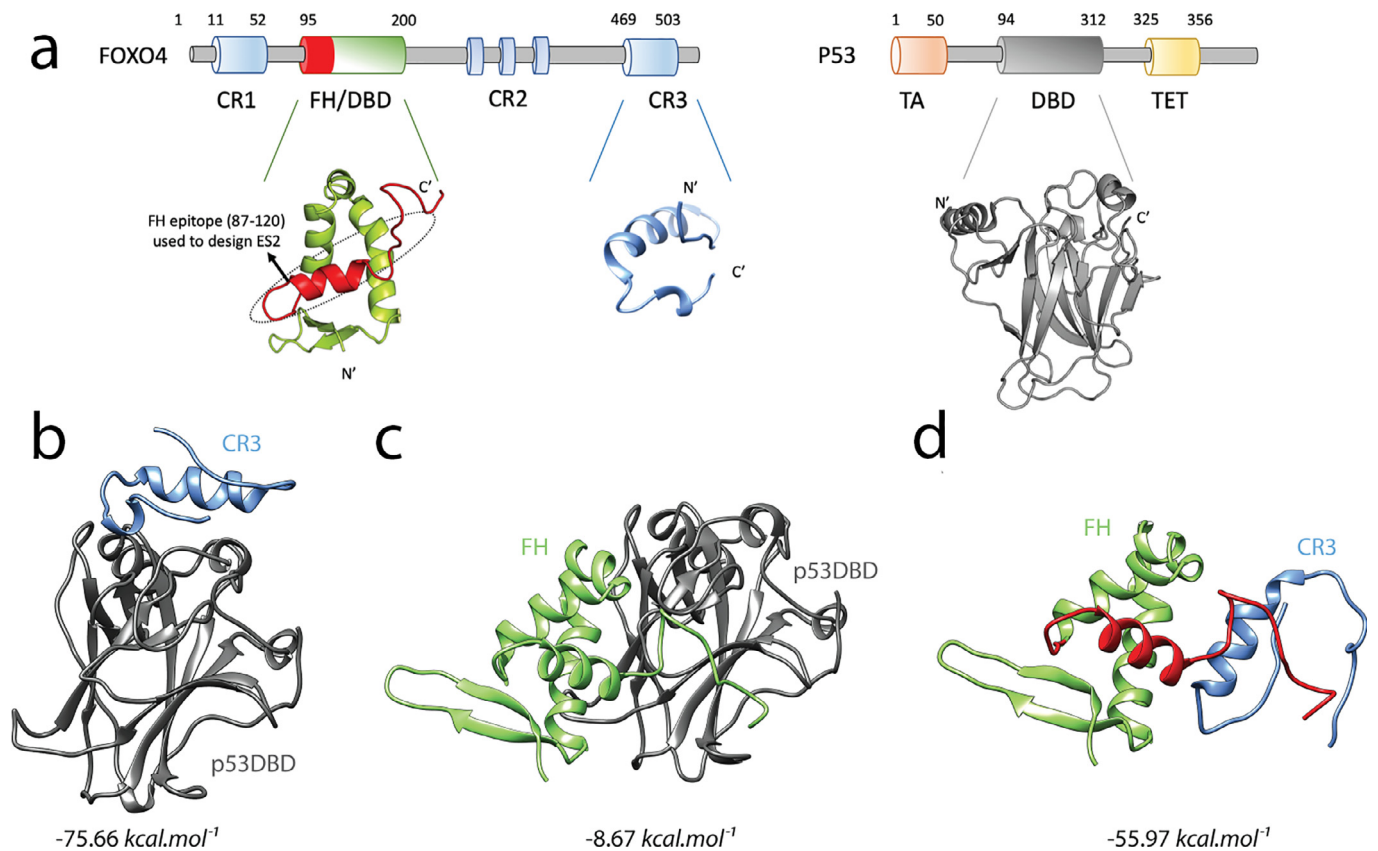 a
1 11 52 95 200 469 503
FOXO4
CR1 FH/DBD CR2 CR3
1 50 94 312 325 356
P53
TA DBD TET
FH epitope (87-120)
used to design ES2
C’
N’
N’
C’
N’
C’
b
CR3
p53DBD
-75.66 kcal.mol⁻¹
c
FH
p53DBD
-8.67 kcal.mol⁻¹
d
FH
CR3
-55.97 kcal.mol⁻¹